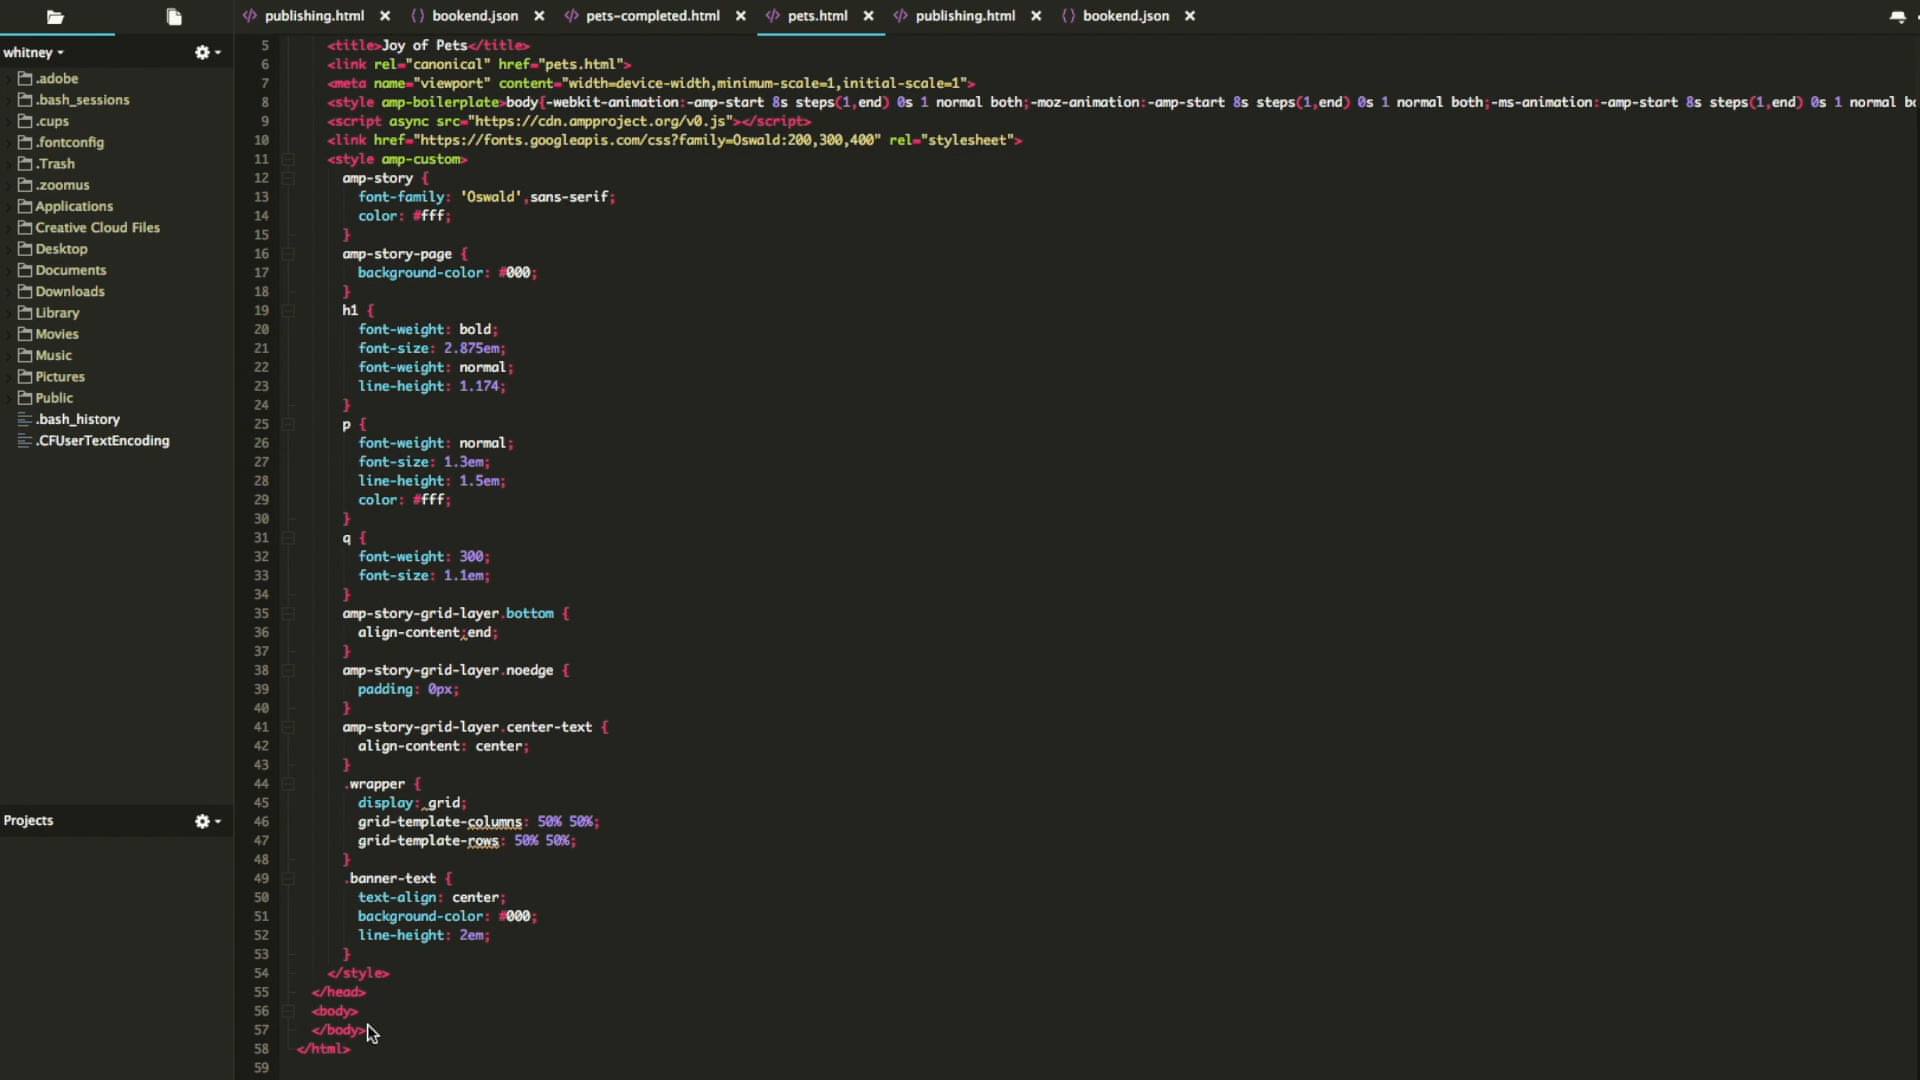 publishing.html
bookend.json
pets-completed.html
pets.html
publishing.html
bookend.json
whitney
.adobe
.bash_sessions
.cups
.fontconfig
.Trash
.zoomus
Applications
Creative Cloud Files
Desktop
Documents
Downloads
Library
Movies
Music
Pictures
Public
.bash_history
.CFUserTextEncoding
Projects
5 <title>Joy of Pets</title>
6 <link rel="canonical" href="pets.html">
7 <meta name="viewport" content="width=device-width,minimum-scale=1,initial-scale=1">
8 <style amp-boilerplate>body{-webkit-animation:-amp-start 8s steps(1,end) 0s 1 normal both;-moz-animation:-amp-start 8s steps(1,end) 0s 1 normal both;-ms-animation:-amp-start 8s steps(1,end) 0s 1 normal bo
9 <script async src="https://cdn.ampproject.org/v0.js"></script>
10 <link href="https://fonts.googleapis.com/css?family=Oswald:200,300,400" rel="stylesheet">
11 <style amp-custom>
12 amp-story {
13 font-family: 'Oswald',sans-serif;
14 color: #fff;
15 }
16 amp-story-page {
17 background-color: #000;
18 }
19 h1 {
20 font-weight: bold;
21 font-size: 2.875em;
22 font-weight: normal;
23 line-height: 1.174;
24 }
25 p {
26 font-weight: normal;
27 font-size: 1.3em;
28 line-height: 1.5em;
29 color: #fff;
30 }
31 q {
32 font-weight: 300;
33 font-size: 1.1em;
34 }
35 amp-story-grid-layer.bottom {
36 align-content:end;
37 }
38 amp-story-grid-layer.noedge {
39 padding: 0px;
40 }
41 amp-story-grid-layer.center-text {
42 align-content: center;
43 }
44 .wrapper {
45 display: grid;
46 grid-template-columns: 50% 50%;
47 grid-template-rows: 50% 50%;
48 }
49 .banner-text {
50 text-align: center;
51 background-color: #000;
52 line-height: 2em;
53 }
54 </style>
55 </head>
56 <body>
57 </body>
58 </html>
59